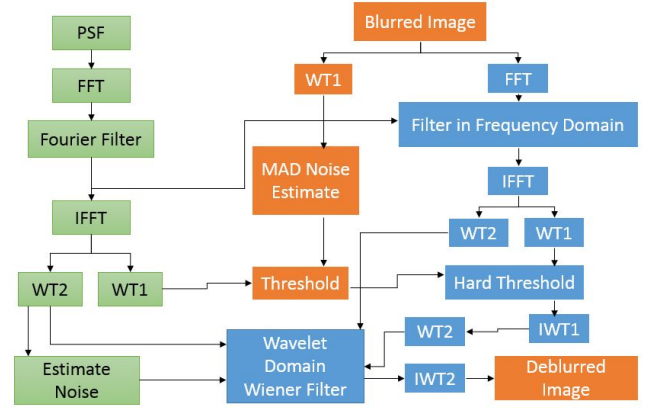 PSF
FFT
Fourier Filter
IFFT
WT2
WT1
Estimate
Noise
Blurred Image
WT1
MAD Noise
Estimate
Threshold
FFT
Filter in Frequency Domain
IFFT
WT2
WT1
Hard Threshold
IWT1
WT2
Wavelet
Domain
Wiener Filter
IWT2
Deblurred
Image